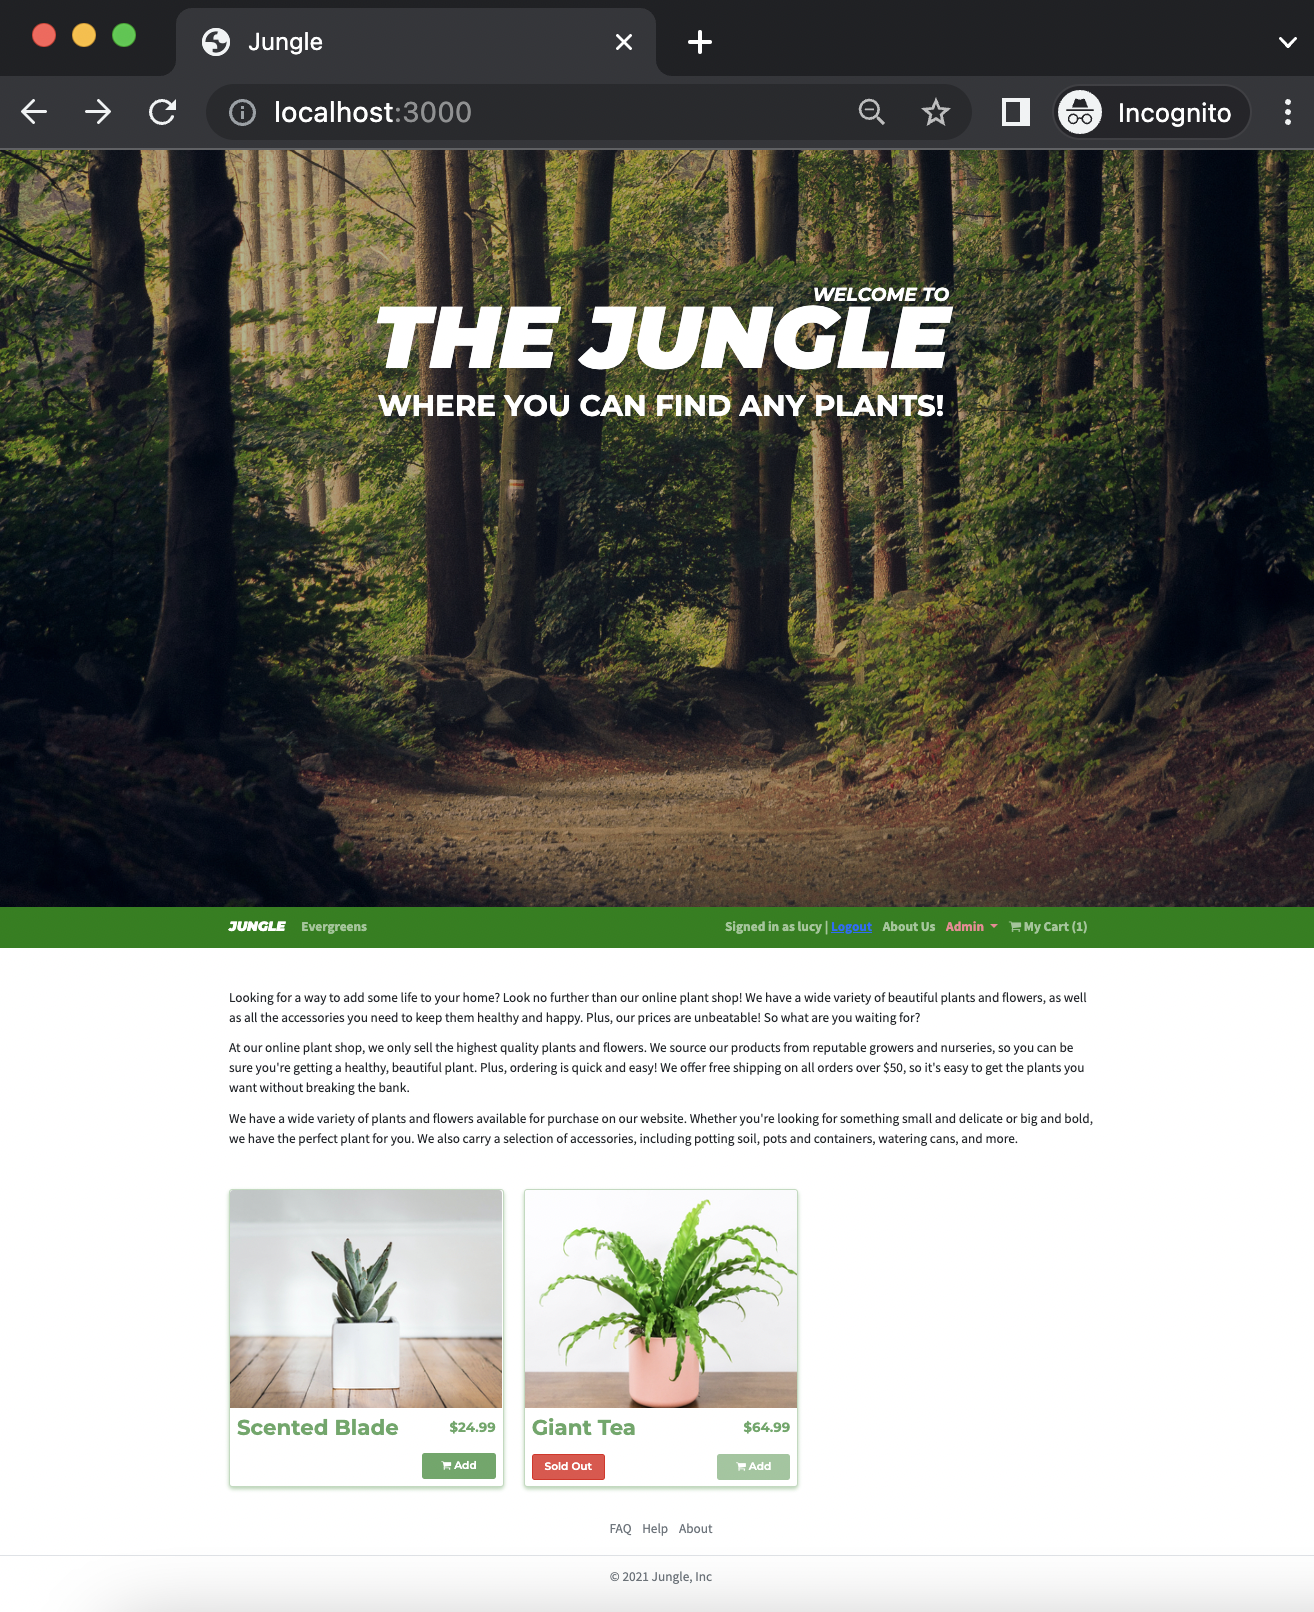 Jungle
localhost:3000
Incognito
WELCOME TO
THE JUNGLE
WHERE YOU CAN FIND ANY PLANTS!
JUNGLE Evergreens Signed in as lucy | Logout About Us Admin My Cart (1)
Looking for a way to add some life to your home? Look no further than our online plant shop! We have a wide variety of beautiful plants and flowers, as well
as all the accessories you need to keep them healthy and happy. Plus, our prices are unbeatable! So what are you waiting for?
At our online plant shop, we only sell the highest quality plants and flowers. We source our products from reputable growers and nurseries, so you can be
sure you're getting a healthy, beautiful plant. Plus, ordering is quick and easy! We offer free shipping on all orders over $50, so it's easy to get the plants you
want without breaking the bank.
We have a wide variety of plants and flowers available for purchase on our website. Whether you're looking for something small and delicate or big and bold,
we have the perfect plant for you. We also carry a selection of accessories, including potting soil, pots and containers, watering cans, and more.
Scented Blade $24.99
Add
Giant Tea $64.99
Sold Out Add
FAQ Help About
© 2021 Jungle, Inc